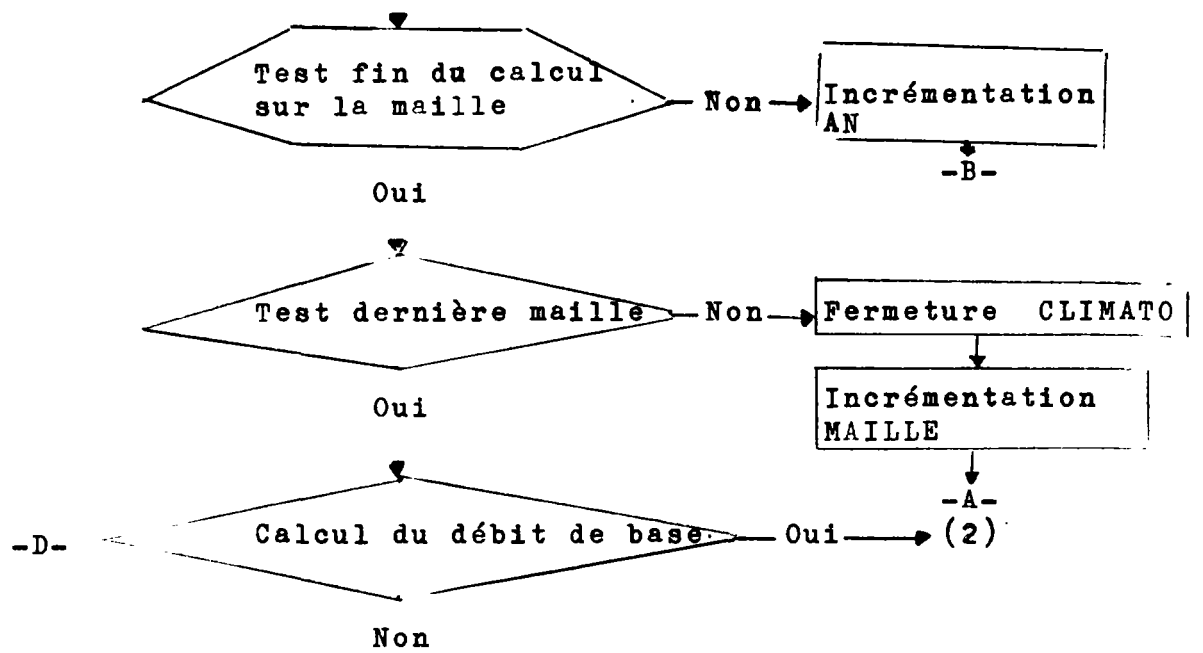 Test fin du calcul
sur la maille
Non
Incrémentation
AN
-B-
Oui
Test dernière maille
Non
Fermeture CLIMATO
Oui
Incrémentation
MAILLE
-A-
-D-
Calcul du débit de base
Oui
(2)
Non